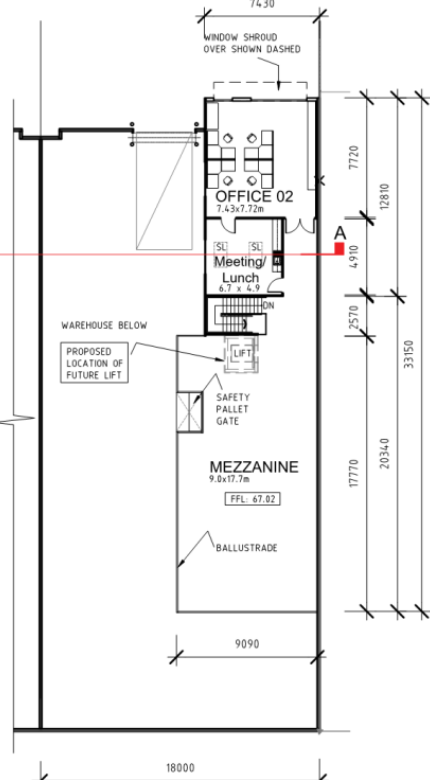 7430
WINDOW SHROUD
OVER SHOWN DASHED
OFFICE 02
7.43x7.72m
7720
12810
A
SL
SL
Meeting/
Lunch
6.7 x 4.9
4910
DN
2570
33150
WAREHOUSE BELOW
PROPOSED
LOCATION OF
FUTURE LIFT
LIFT
SAFETY
PALLET
GATE
MEZZANINE
9.0x17.7m
FFL: 67.02
17770
20340
BALLUSTRADE
9090
18000